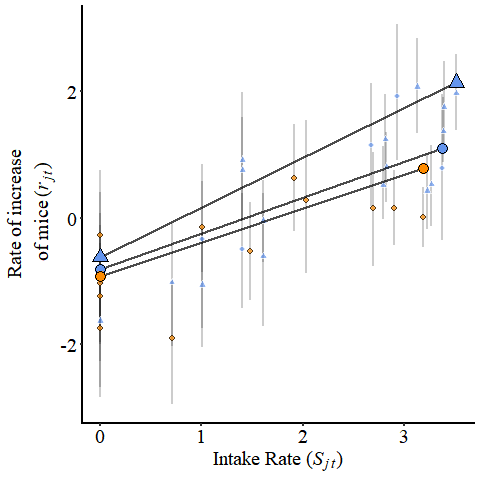 Rate of increase
of mice (r_jt)
2
0
-2
0 1 2 3
Intake Rate (S_jt)